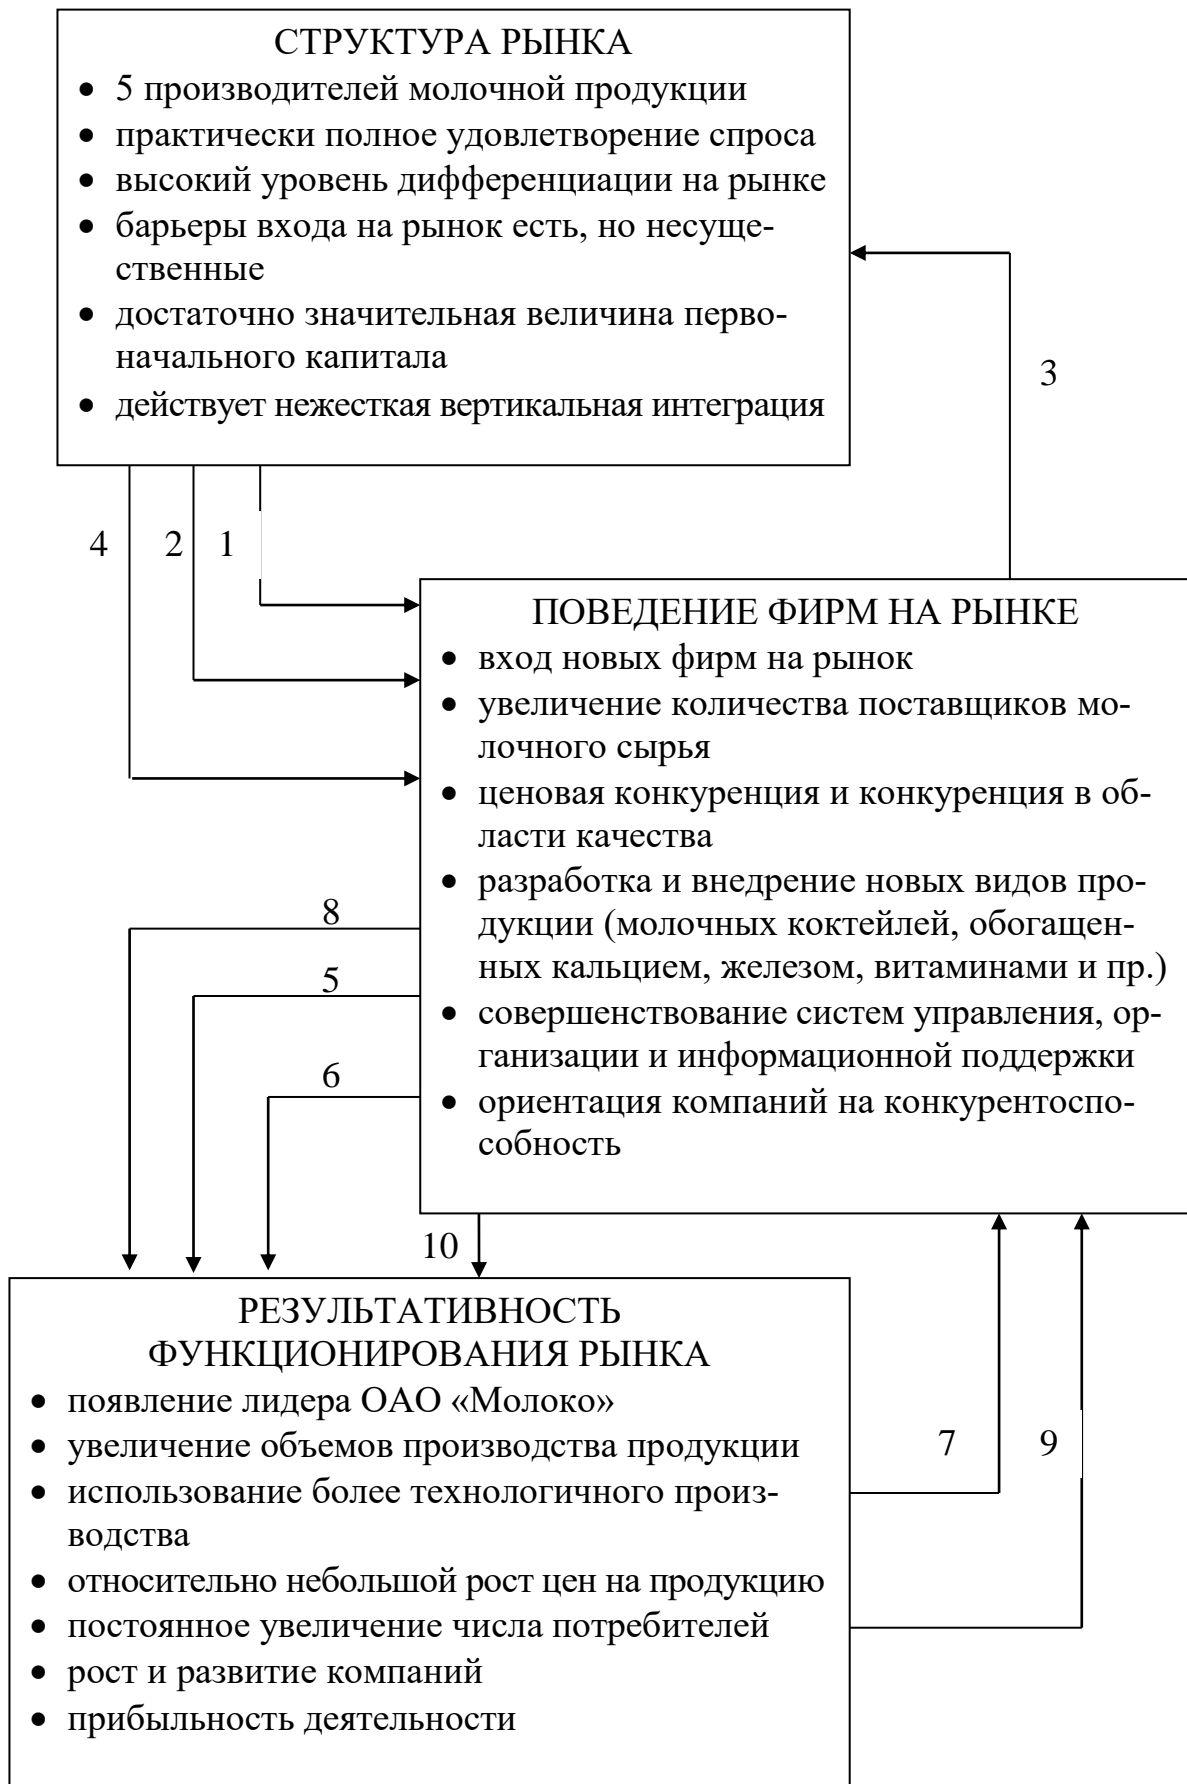 СТРУКТУРА РЫНКА
• 5 производителей молочной продукции
• практически полное удовлетворение спроса
• высокий уровень дифференциации на рынке
• барьеры входа на рынок есть, но несуще-
ственные
• достаточно значительная величина перво-
начального капитала
• действует нежесткая вертикальная интеграция
3
4 2 1
ПОВЕДЕНИЕ ФИРМ НА РЫНКЕ
• вход новых фирм на рынок
• увеличение количества поставщиков мо-
лочного сырья
• ценовая конкуренция и конкуренция в об-
ласти качества
• разработка и внедрение новых видов про-
дукции (молочных коктейлей, обогащен-
ных кальцием, железом, витаминами и пр.)
• совершенствование систем управления, ор-
ганизации и информационной поддержки
• ориентация компаний на конкурентоспо-
собность
8
5
6
10
РЕЗУЛЬТАТИВНОСТЬ
ФУНКЦИОНИРОВАНИЯ РЫНКА
• появление лидера ОАО «Молоко»
• увеличение объемов производства продукции
• использование более технологичного произ-
водства
• относительно небольшой рост цен на продукцию
• постоянное увеличение числа потребителей
• рост и развитие компаний
• прибыльность деятельности
7 9